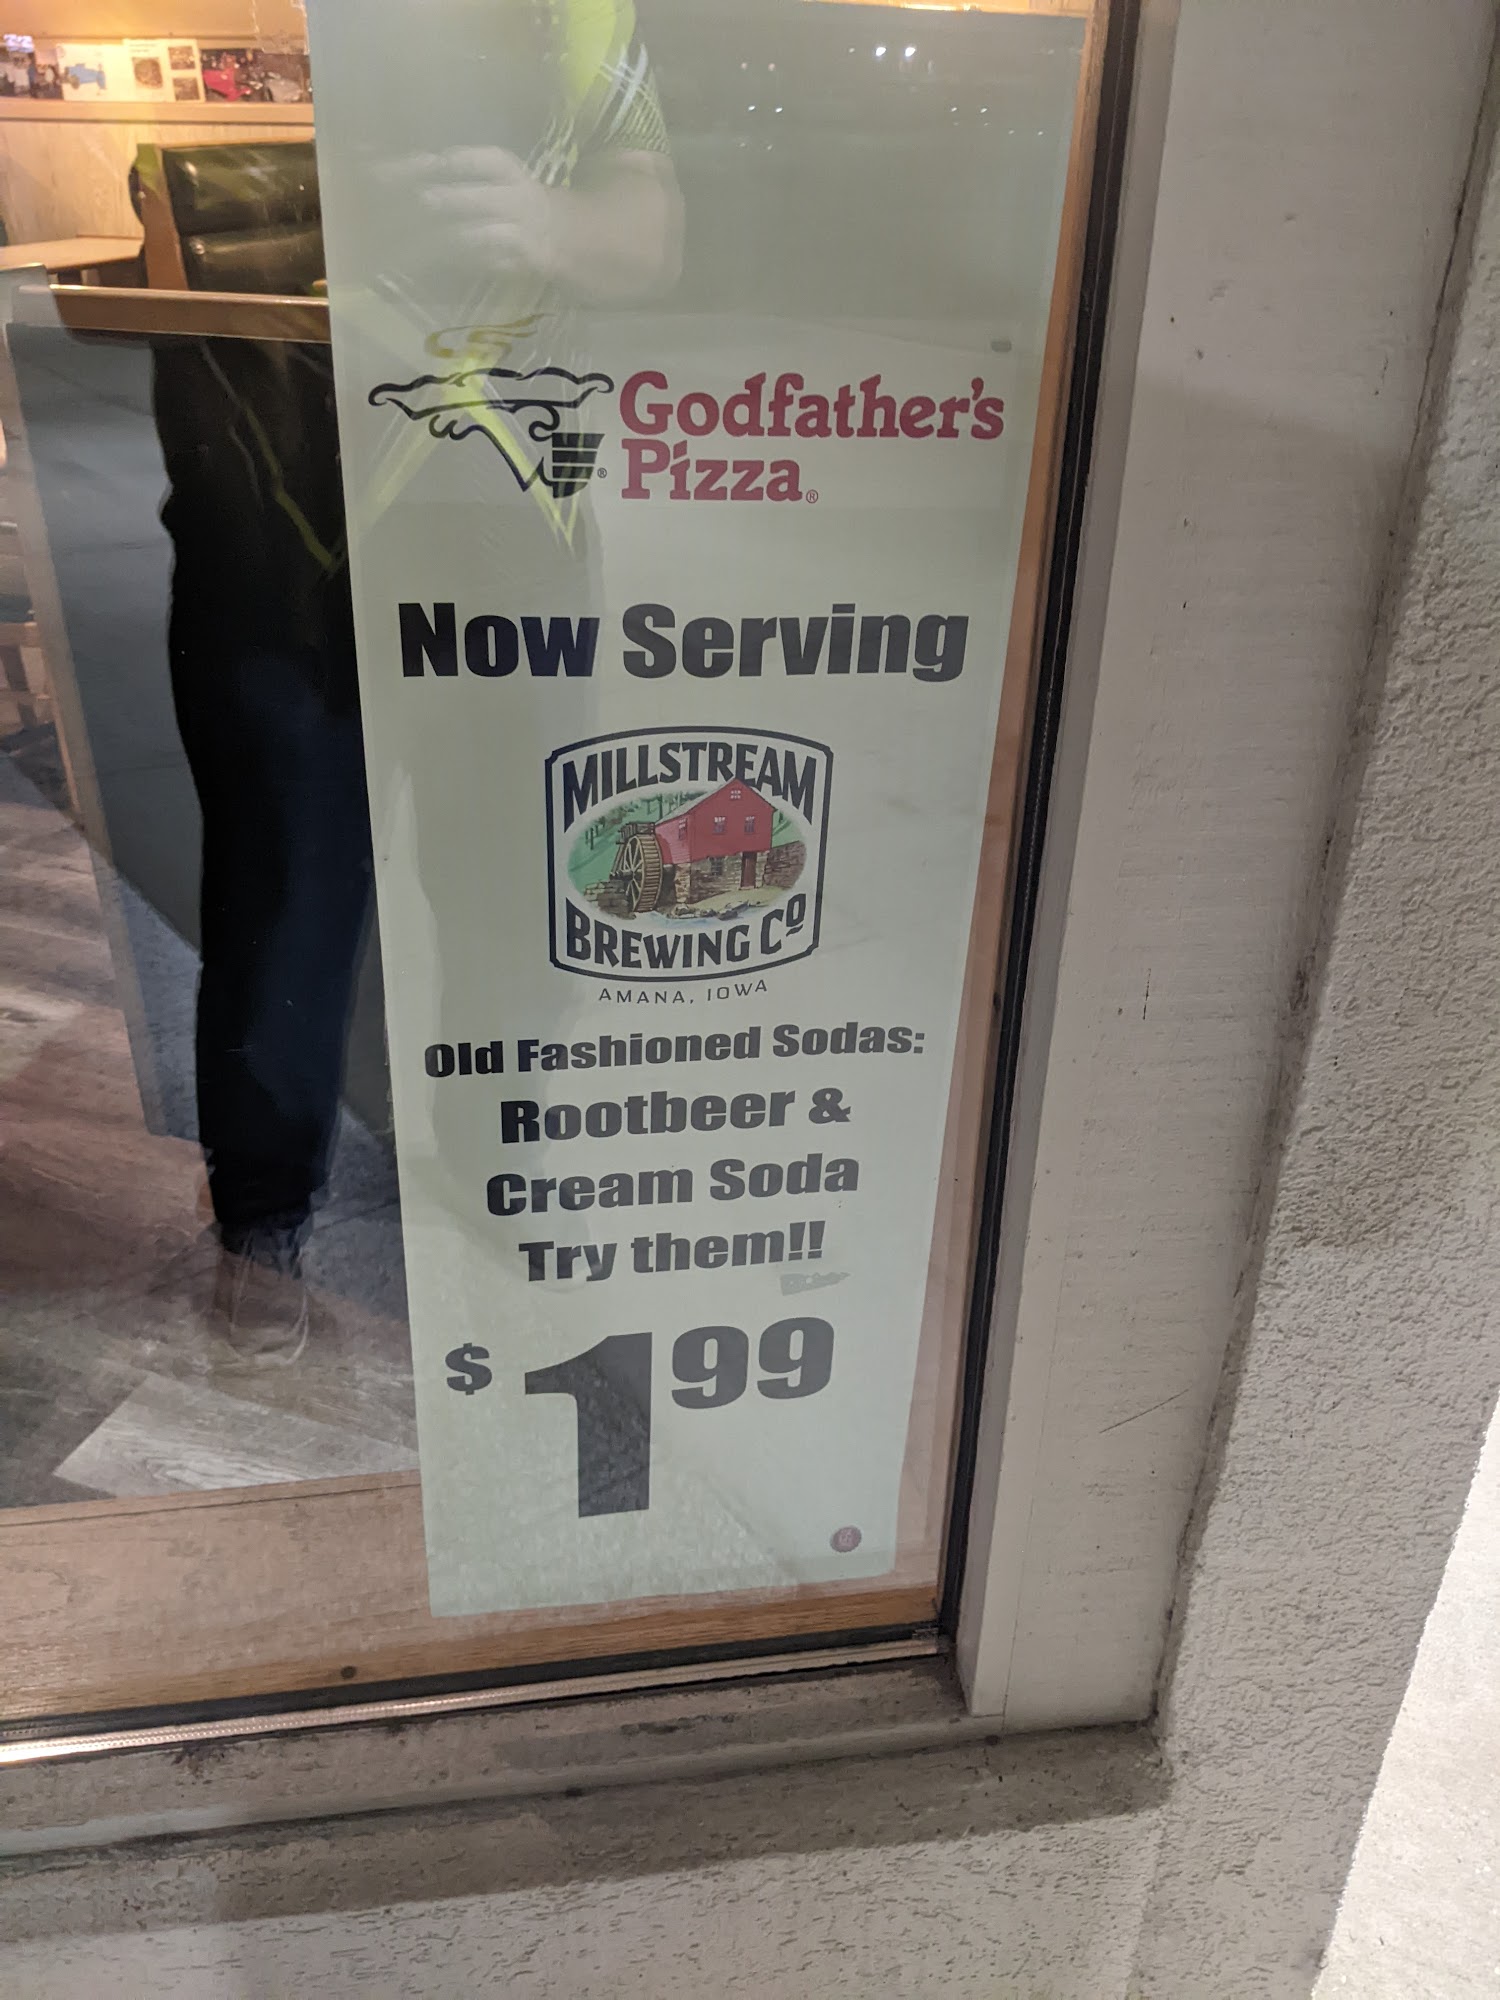 Godfather's
Pizza®
®
Now Serving
MILLSTREAM
BREWING Cº
AMANA, IOWA
Old Fashioned Sodas:
Rootbeer &
Cream Soda
Try them!!
$ 1 99